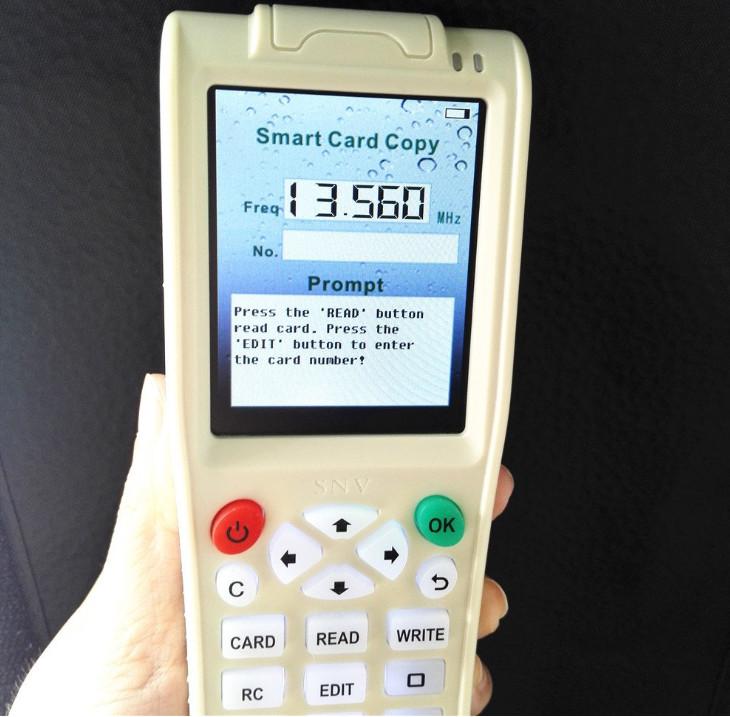 Smart Card Copy
Freq 13.560 MHz
No.
Prompt
Press the 'READ' button
read card. Press the
'EDIT' button to enter
the card number!
SNV
OK
C
CARD READ WRITE
RC EDIT